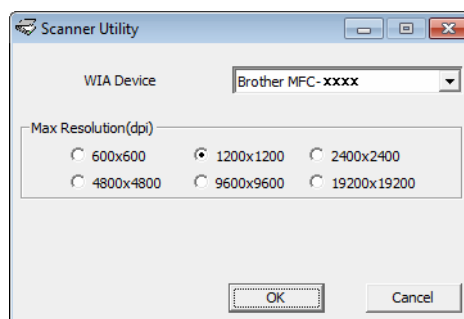 Scanner Utility
WIA Device Brother MFC-xxxx
Max Resolution(dpi)
600x600 1200x1200 2400x2400
4800x4800 9600x9600 19200x19200
OK Cancel